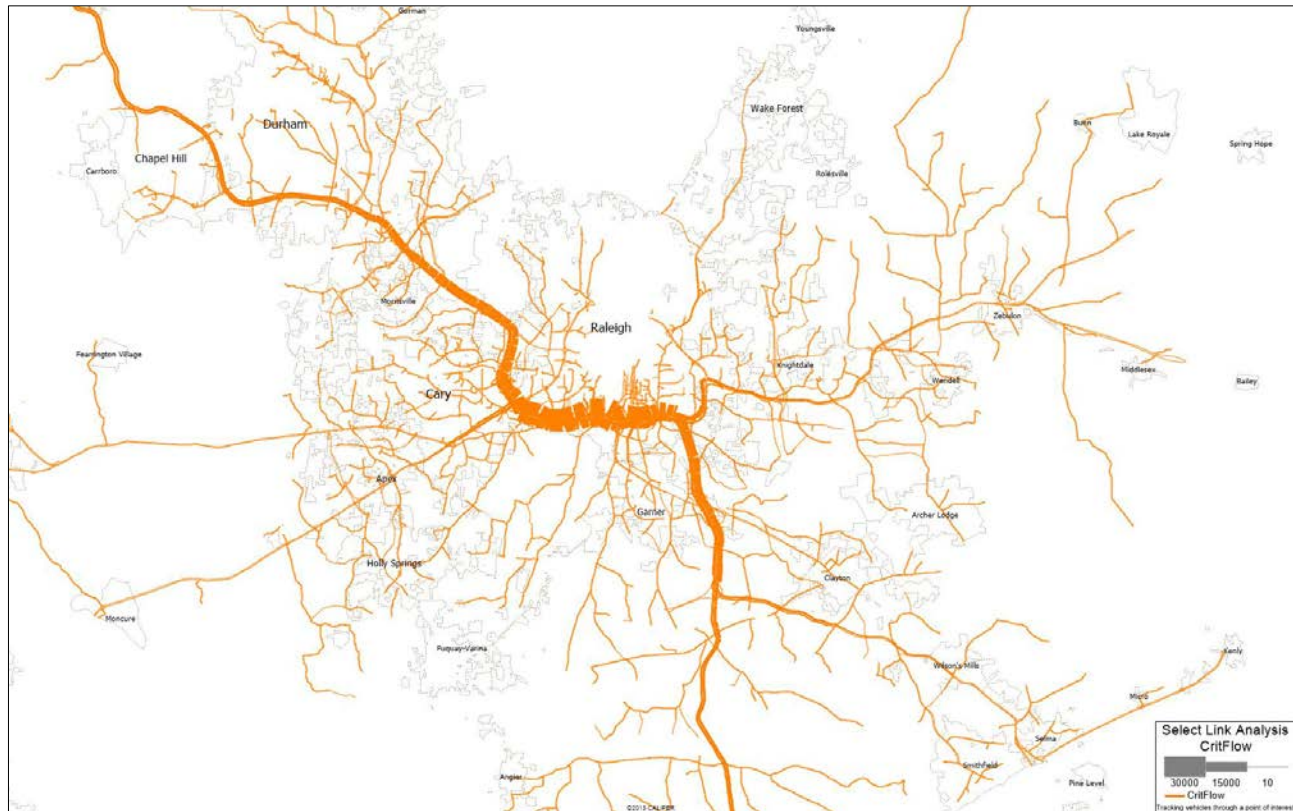 Gorman
Youngsville
Wake Forest
Bunn
Lake Royale
Durham
Spring Hope
Chapel Hill
Carrboro
Rolesville
Morrisville
Zebulon
Raleigh
Fearrington Village
Knightdale
Middlesex
Wendell
Bailey
Cary
Apex
Garner
Archer Lodge
Holly Springs
Clayton
Moncure
Fuquay-Varina
Kenly
Wilson's Mills
Micro
Selma
Angier
Smithfield
Pine Level
Select Link Analysis
CritFlow
30000 15000 10
CritFlow
Tracking vehicles through a point of interest
©2013 CALIPER